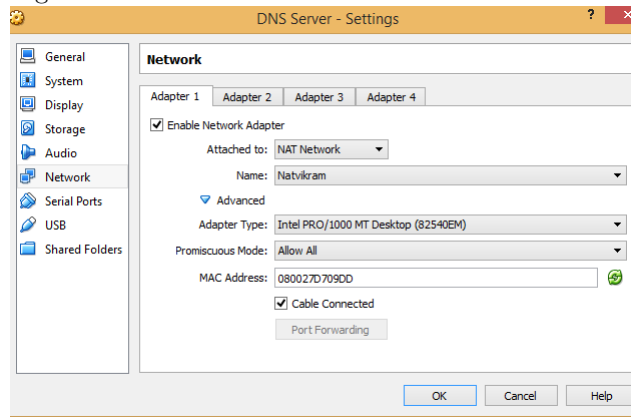 DNS Server - Settings
?
×
General
System
Display
Storage
Audio
Network
Serial Ports
USB
Shared Folders
Network
Adapter 1 Adapter 2 Adapter 3 Adapter 4
Enable Network Adapter
Attached to: NAT Network
Name: Natvikram
Advanced
Adapter Type: Intel PRO/1000 MT Desktop (82540EM)
Promiscuous Mode: Allow All
MAC Address: 080027D709DD
Cable Connected
Port Forwarding
OK Cancel Help